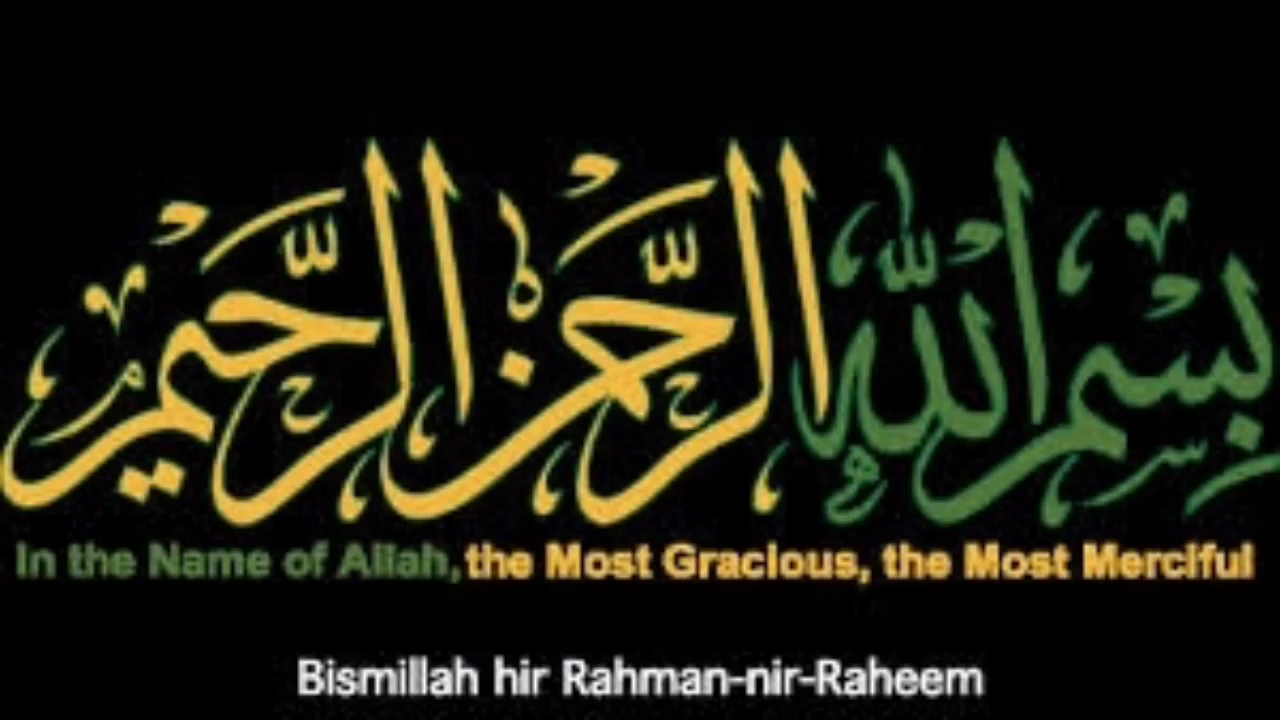 بسم الله الرحمن الرحيم
In the Name of Allah, the Most Gracious, the Most Merciful
Bismillah hir Rahman-nir-Raheem